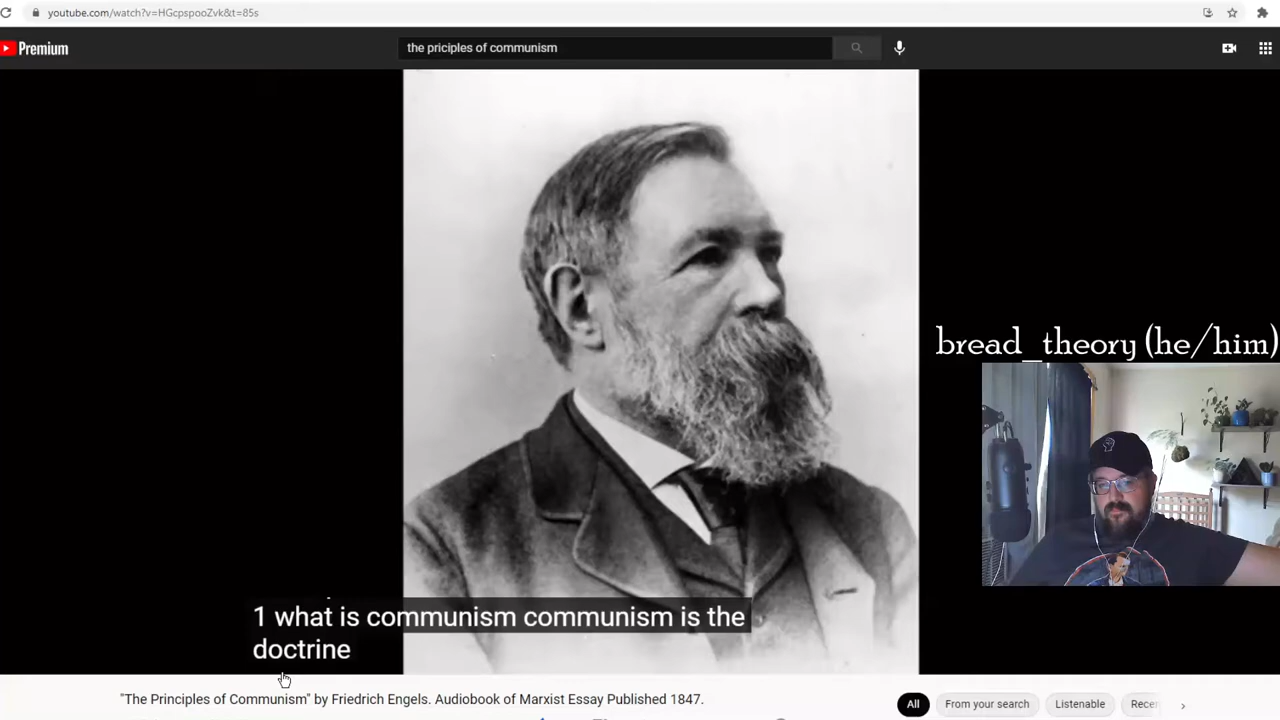 youtube.com/watch?v=HGcpspooZvk&t=85s
Premium
the priciples of communism
bread_theory (he/him)
1 what is communism communism is the
doctrine
"The Principles of Communism" by Friedrich Engels. Audiobook of Marxist Essay Published 1847.
All
From your search
Listenable
Recer